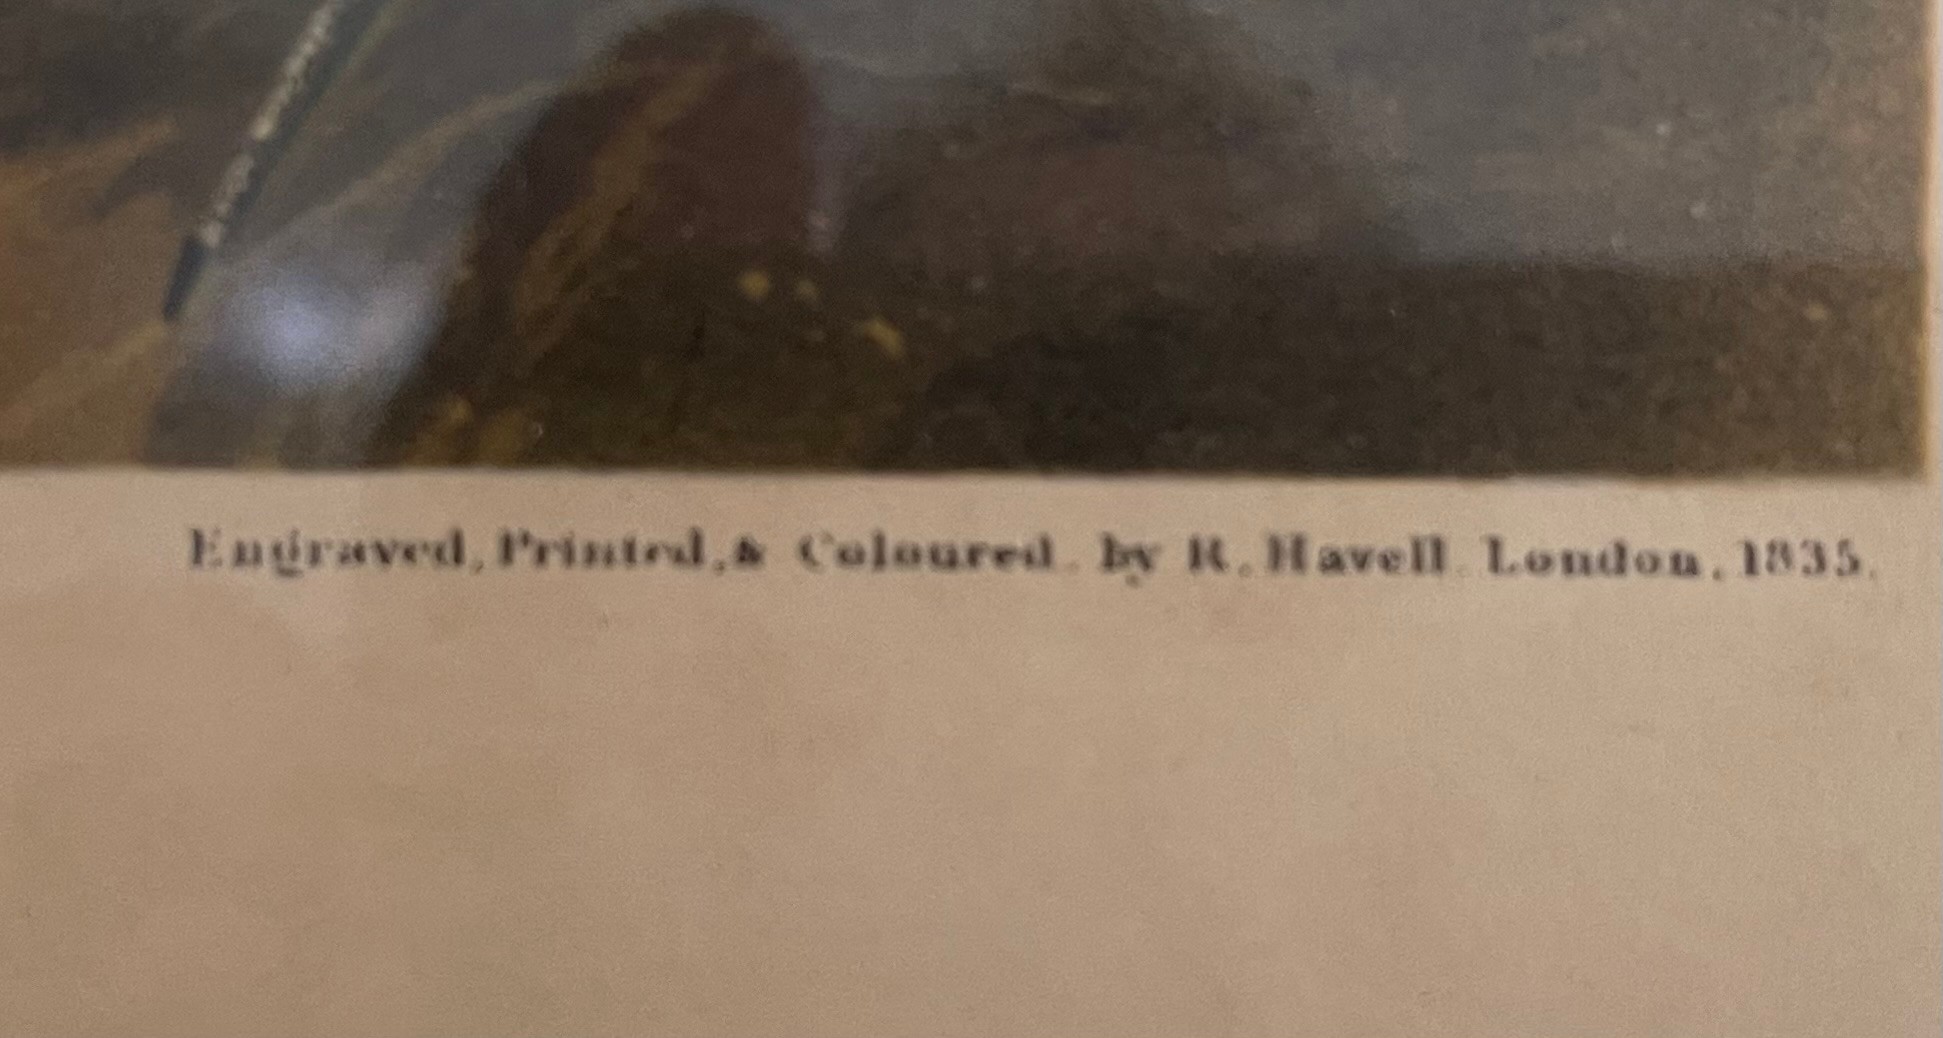 Engraved, Printed, & Coloured by R. Havell London, 1835.